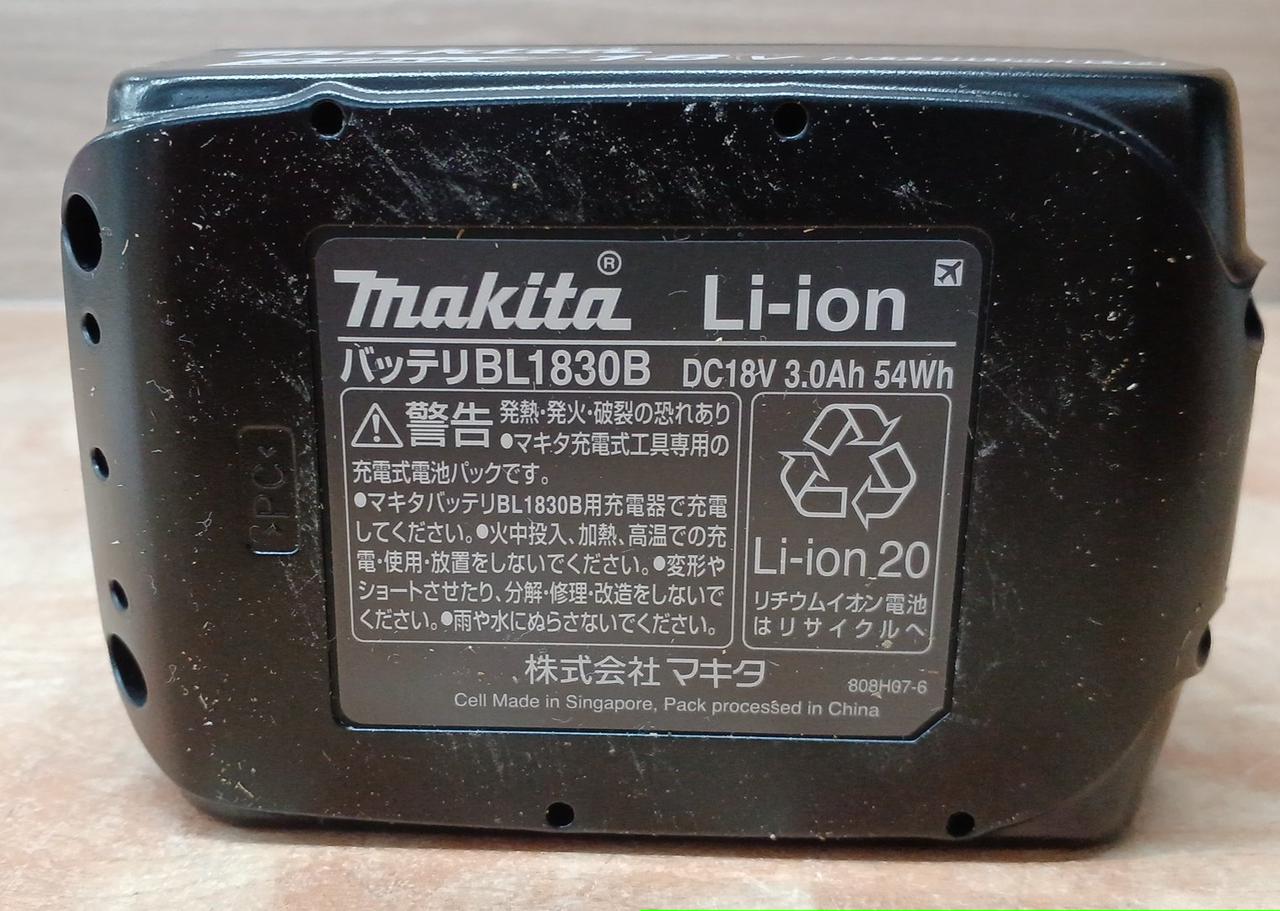 makita® Li-ion
バッテリBL1830B DC18V 3.0Ah 54Wh
⚠警告 発熱･発火･破裂の恐れあり
●マキタ充電式工具専用の
充電式電池パックです。
●マキタバッテリBL1830B用充電器で充電
してください。●火中投入、加熱、高温での充
電･使用･放置をしないでください。●変形や
ショートさせたり、分解･修理･改造をしないで
ください。●雨や水にぬらさないでください。
Li-ion 20
リチウムイオン電池
はリサイクルへ
株式会社マキタ
808H07-6
Cell Made in Singapore, Pack processed in China
>PC<